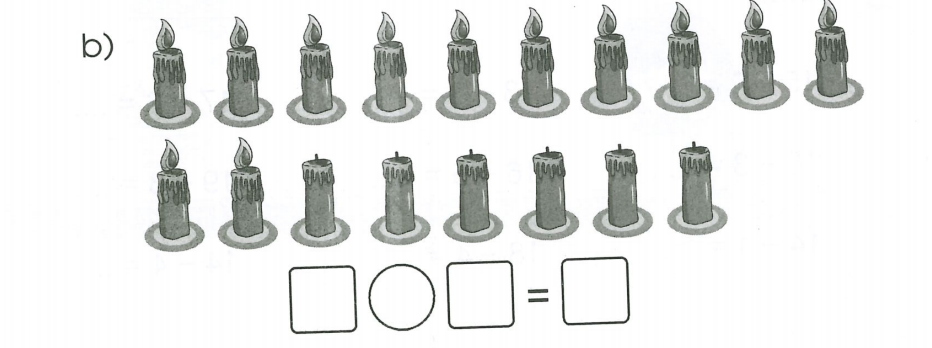 b)
=